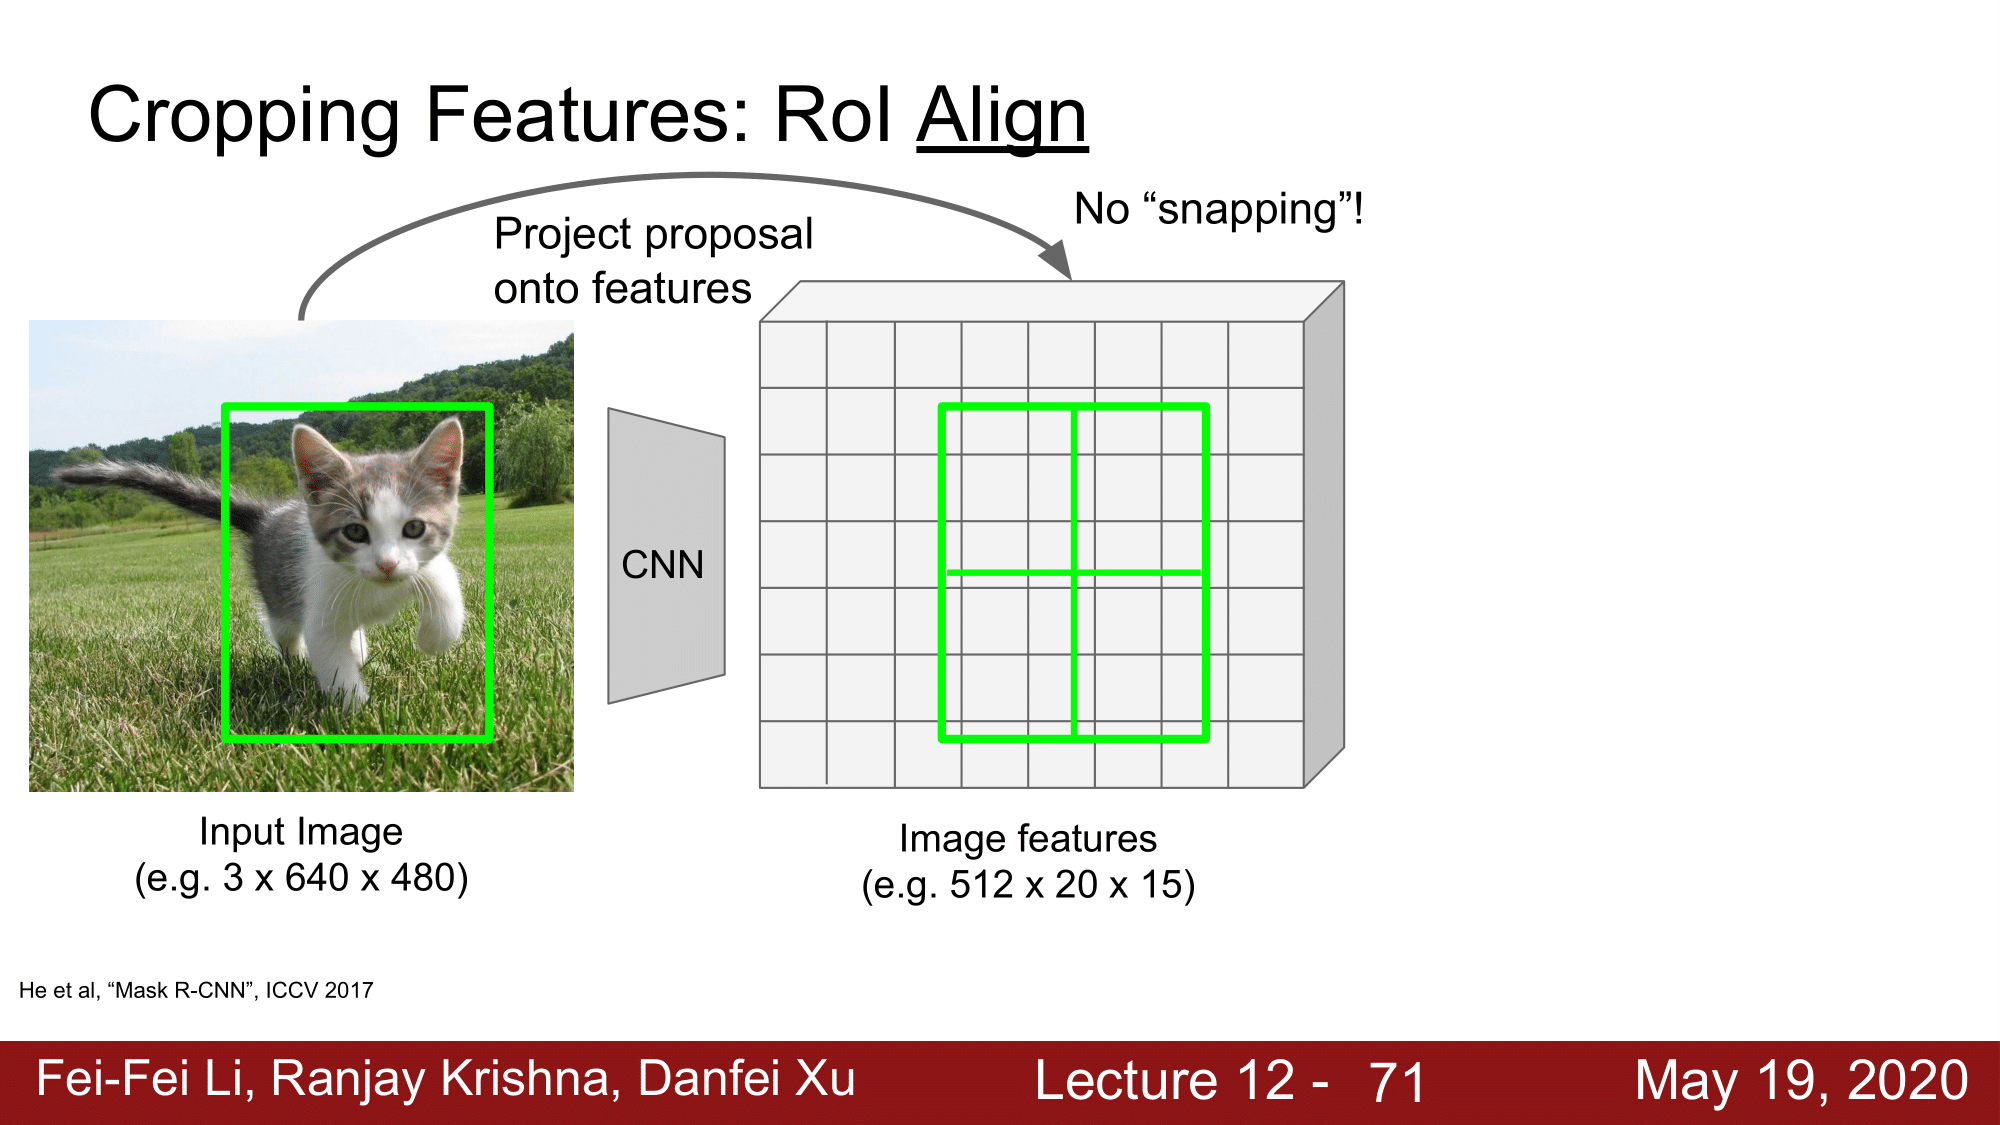 Cropping Features: RoI Align
No “snapping”!
Project proposal
onto features
CNN
Input Image
(e.g. 3 x 640 x 480)
Image features
(e.g. 512 x 20 x 15)
He et al, “Mask R-CNN”, ICCV 2017
Fei-Fei Li, Ranjay Krishna, Danfei Xu
Lecture 12 - 71
May 19, 2020